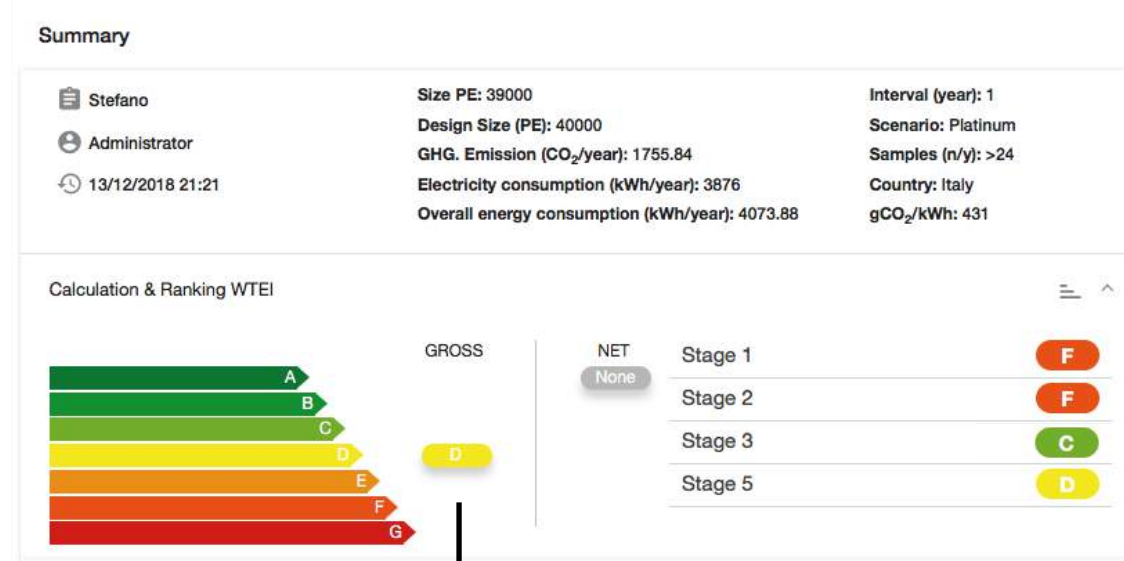 Summary
Stefano
Administrator
13/12/2018 21:21
Size PE: 39000
Design Size (PE): 40000
GHG. Emission (CO₂/year): 1755.84
Electricity consumption (kWh/year): 3876
Overall energy consumption (kWh/year): 4073.88
Interval (year): 1
Scenario: Platinum
Samples (n/y): >24
Country: Italy
gCO₂/kWh: 431
Calculation & Ranking WTEI
A
B
C
D
E
F
G
GROSS
D
NET
None
Stage 1 F
Stage 2 F
Stage 3 C
Stage 5 D